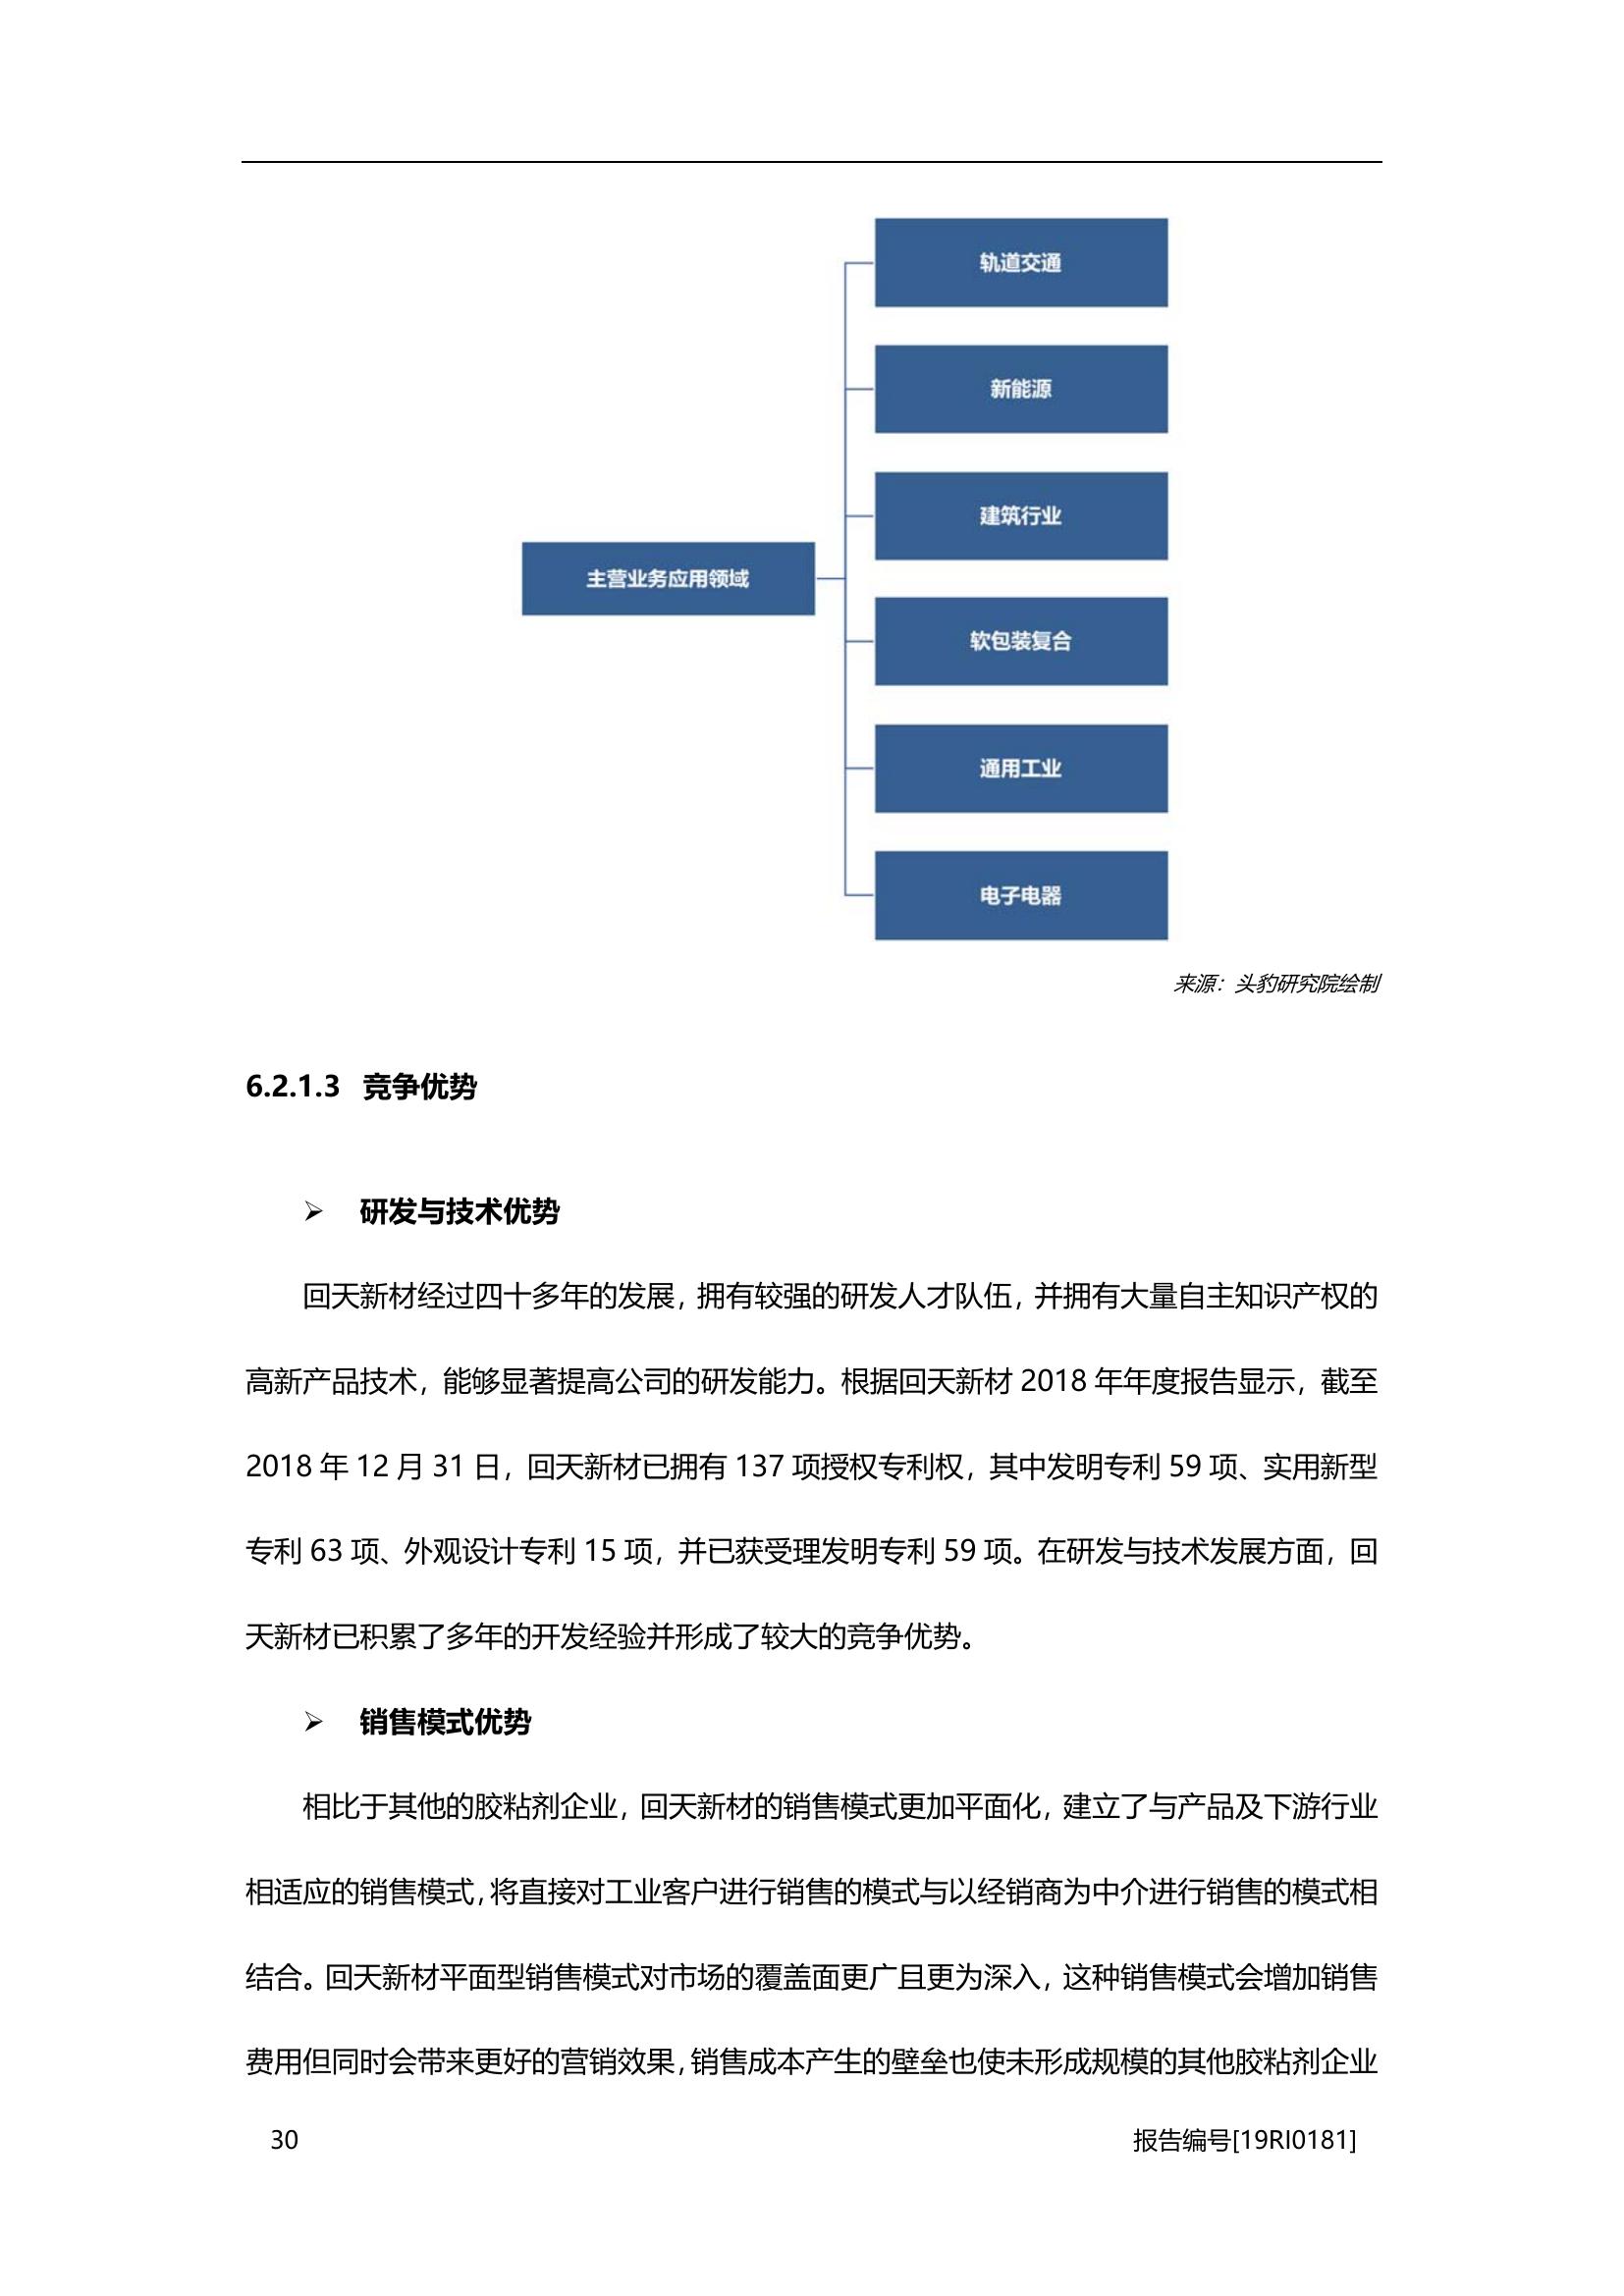 轨道交通
新能源
建筑行业
主营业务应用领域
软包装复合
通用工业
电子电器
来源：头豹研究院绘制
6.2.1.3 竞争优势
➢ 研发与技术优势
回天新材经过四十多年的发展，拥有较强的研发人才队伍，并拥有大量自主知识产权的
高新产品技术，能够显著提高公司的研发能力。根据回天新材 2018 年年度报告显示，截至
2018 年 12 月 31 日，回天新材已拥有 137 项授权专利权，其中发明专利 59 项、实用新型
专利 63 项、外观设计专利 15 项，并已获受理发明专利 59 项。在研发与技术发展方面，回
天新材已积累了多年的开发经验并形成了较大的竞争优势。
➢ 销售模式优势
相比于其他的胶粘剂企业，回天新材的销售模式更加平面化，建立了与产品及下游行业
相适应的销售模式，将直接对工业客户进行销售的模式与以经销商为中介进行销售的模式相
结合。回天新材平面型销售模式对市场的覆盖面更广且更为深入，这种销售模式会增加销售
费用但同时会带来更好的营销效果，销售成本产生的壁垒也使未形成规模的其他胶粘剂企业
30 报告编号[19RI0181]